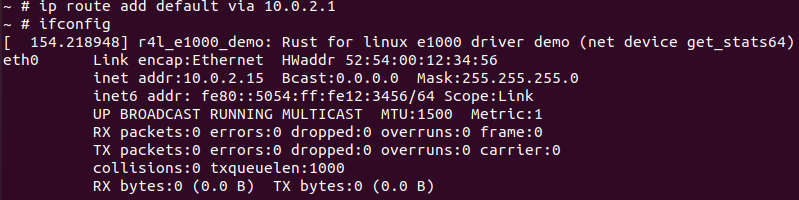 ~ # ip route add default via 10.0.2.1
~ # ifconfig
[  154.218948] r4l_e1000_demo: Rust for linux e1000 driver demo (net device get_stats64)
eth0      Link encap:Ethernet  HWaddr 52:54:00:12:34:56
          inet addr:10.0.2.15  Bcast:0.0.0.0  Mask:255.255.255.0
          inet6 addr: fe80::5054:ff:fe12:3456/64 Scope:Link
          UP BROADCAST RUNNING MULTICAST  MTU:1500  Metric:1
          RX packets:0 errors:0 dropped:0 overruns:0 frame:0
          TX packets:0 errors:0 dropped:0 overruns:0 carrier:0
          collisions:0 txqueuelen:1000
          RX bytes:0 (0.0 B)  TX bytes:0 (0.0 B)